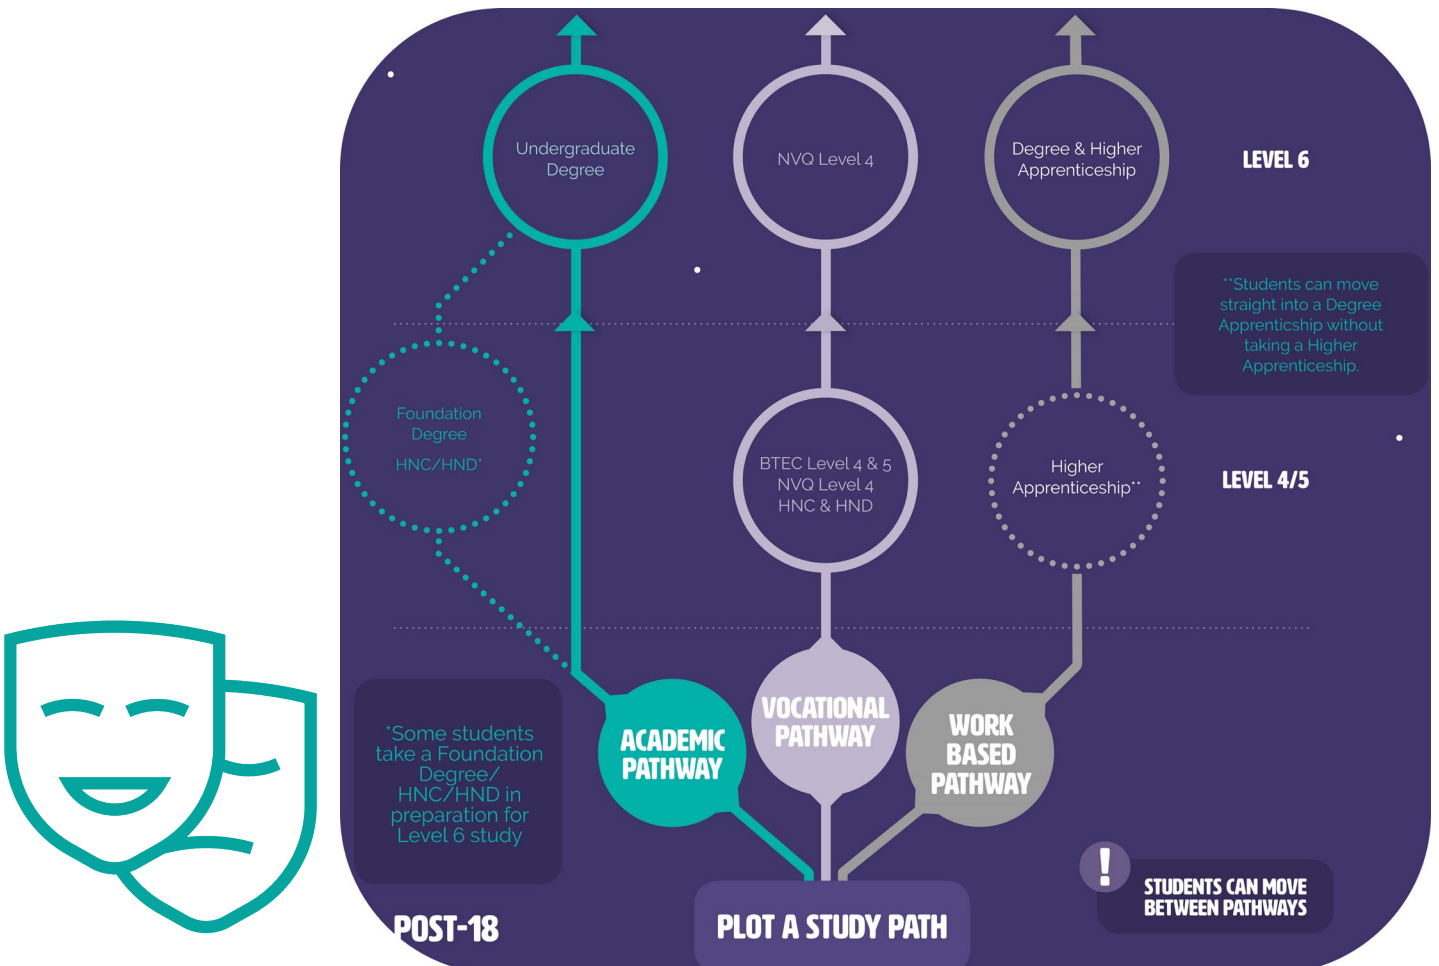 Undergraduate
Degree
NVQ Level 4
Degree & Higher
Apprenticeship
LEVEL 6
**Students can move
straight into a Degree
Apprenticship without
taking a Higher
Apprenticeship.
Foundation
Degree
HNC/HND*
BTEC Level 4 & 5
NVQ Level 4
HNC & HND
Higher
Apprenticeship**
LEVEL 4/5
*Some students
take a Foundation
Degree/
HNC/HND in
preparation for
Level 6 study
ACADEMIC
PATHWAY
VOCATIONAL
PATHWAY
WORK
BASED
PATHWAY
!
STUDENTS CAN MOVE
BETWEEN PATHWAYS
POST-18
PLOT A STUDY PATH